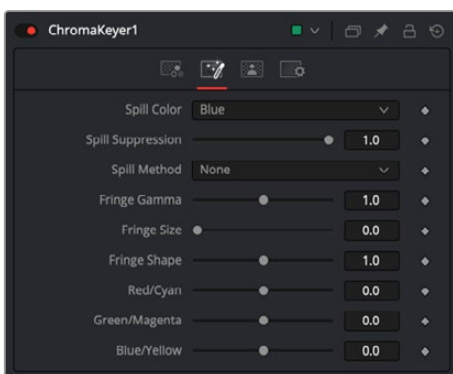 ChromaKeyer1
Spill Color Blue
Spill Suppression 1.0
Spill Method None
Fringe Gamma 1.0
Fringe Size 0.0
Fringe Shape 1.0
Red/Cyan 0.0
Green/Magenta 0.0
Blue/Yellow 0.0